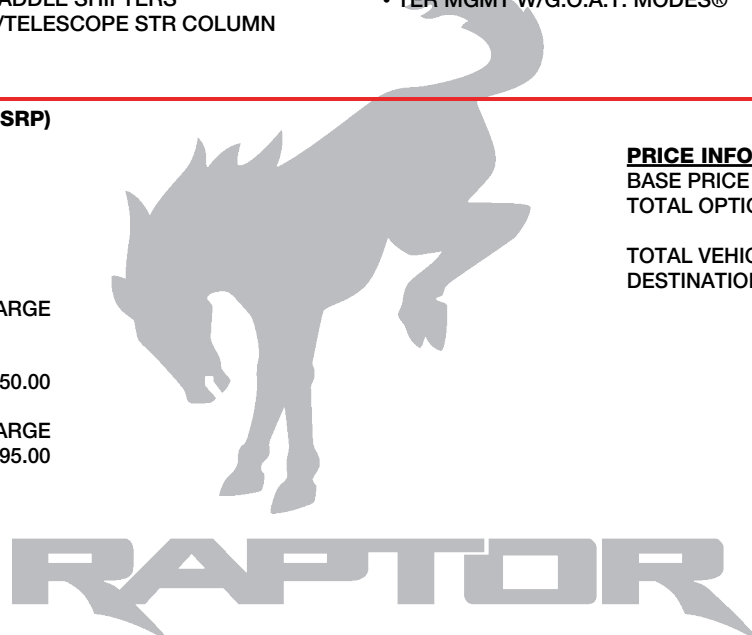 ADDLE SHIFTERS
/TELESCOPE STR COLUMN
• TER MGMT W/G.O.A.T. MODES®
SRP)
ARGE
50.00
ARGE
95.00
PRICE INFO
BASE PRICE
TOTAL OPTIO
TOTAL VEHIC
DESTINATION
RAPTOR